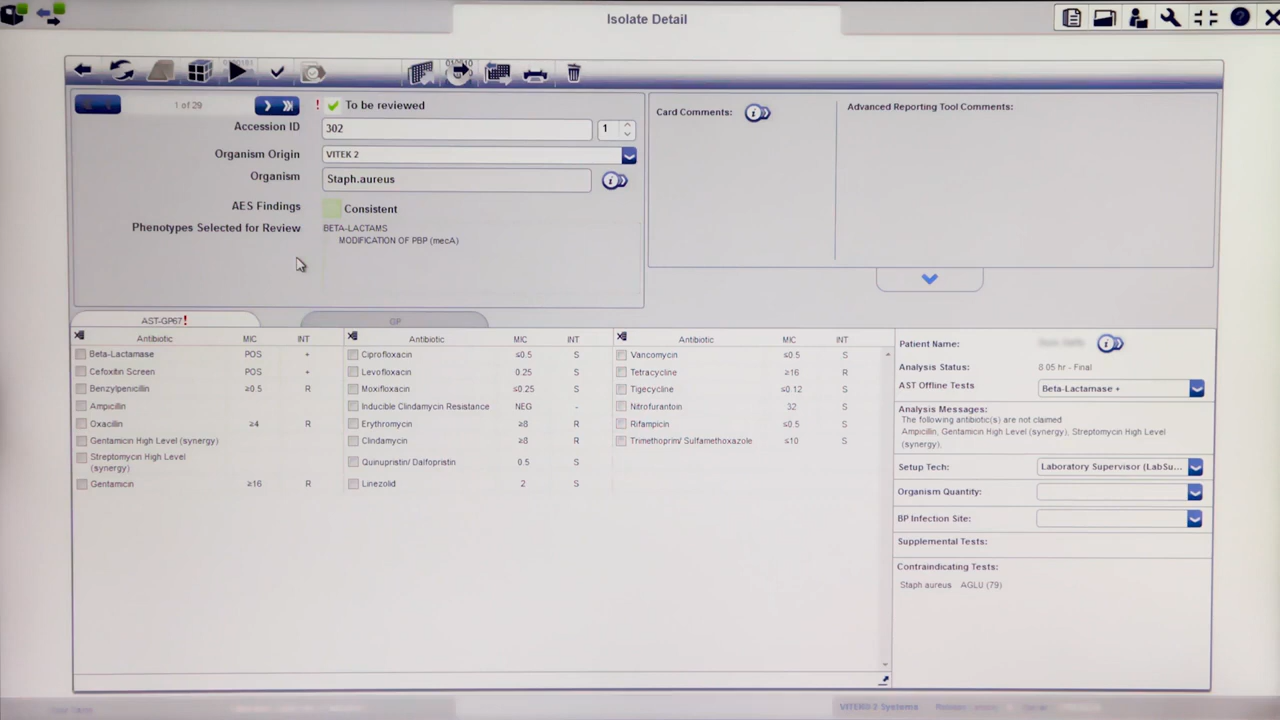 Isolate Detail
1 of 29
! To be reviewed
Accession ID 302 1
Organism Origin VITEK 2
Organism Staph.aureus
AES Findings Consistent
Phenotypes Selected for Review BETA-LACTAMS
MODIFICATION OF PBP (mecA)
Card Comments:
Advanced Reporting Tool Comments:
AST-GP67! GP
Antibiotic MIC INT
Beta-Lactamase POS +
Cefoxitin Screen POS +
Benzylpenicillin ≥0.5 R
Ampicillin
Oxacillin ≥4 R
Gentamicin High Level (synergy)
Streptomycin High Level
(synergy)
Gentamicin ≥16 R
Antibiotic MIC INT
Ciprofloxacin ≤0.5 S
Levofloxacin 0.25 S
Moxifloxacin ≤0.25 S
Inducible Clindamycin Resistance NEG -
Erythromycin ≥8 R
Clindamycin ≥8 R
Quinupristin/ Dalfopristin 0.5 S
Linezolid 2 S
Antibiotic MIC INT
Vancomycin ≤0.5 S
Tetracycline ≥16 R
Tigecycline ≤0.12 S
Nitrofurantoin 32 S
Rifampicin ≤0.5 S
Trimethoprim/ Sulfamethoxazole ≤10 S
Patient Name:
Analysis Status: 8.05 hr - Final
AST Offline Tests Beta-Lactamase +
Analysis Messages:
The following antibiotic(s) are not claimed
Ampicillin, Gentamicin High Level (synergy), Streptomycin High Level
(synergy).
Setup Tech: Laboratory Supervisor (LabSu...
Organism Quantity:
BP Infection Site:
Supplemental Tests:
Contraindicating Tests:
Staph aureus AGLU (79)
VITEK® 2 Systems